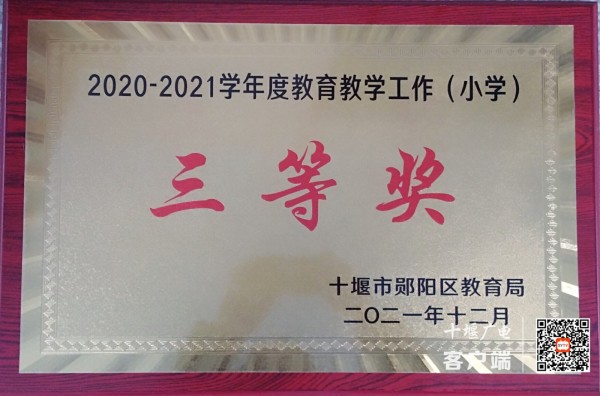 2020-2021学年度教育教学工作（小学）
三等奖
十堰市郧阳区教育局
二〇二一年十二月
十堰广电
客户端